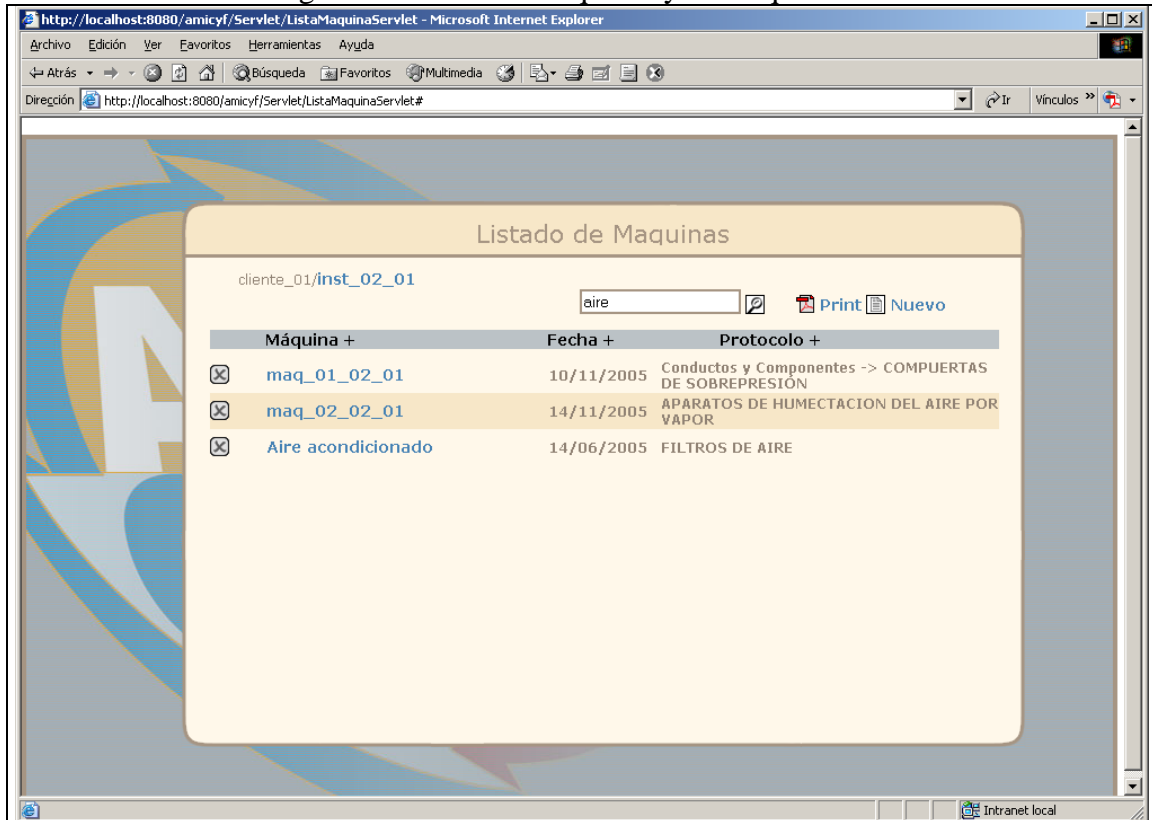 http://localhost:8080/amicyf/Servlet/ListaMaquinaServlet - Microsoft Internet Explorer
Archivo Edición Ver Favoritos Herramientas Ayuda
Atrás Búsqueda Favoritos Multimedia
Dirección http://localhost:8080/amicyf/Servlet/ListaMaquinaServlet# Ir Vínculos »
Listado de Maquinas
cliente_01/inst_02_01
aire Print Nuevo
Máquina + Fecha + Protocolo +
maq_01_02_01 10/11/2005 Conductos y Componentes -> COMPUERTAS
DE SOBREPRESIÓN
maq_02_02_01 14/11/2005 APARATOS DE HUMECTACION DEL AIRE POR
VAPOR
Aire acondicionado 14/06/2005 FILTROS DE AIRE
Intranet local